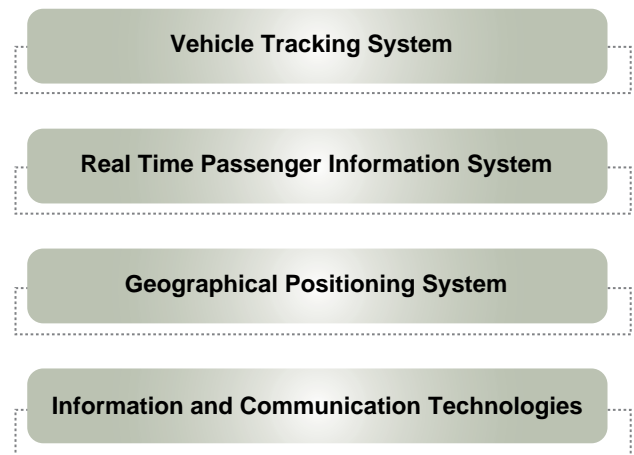 Vehicle Tracking System
Real Time Passenger Information System
Geographical Positioning System
Information and Communication Technologies